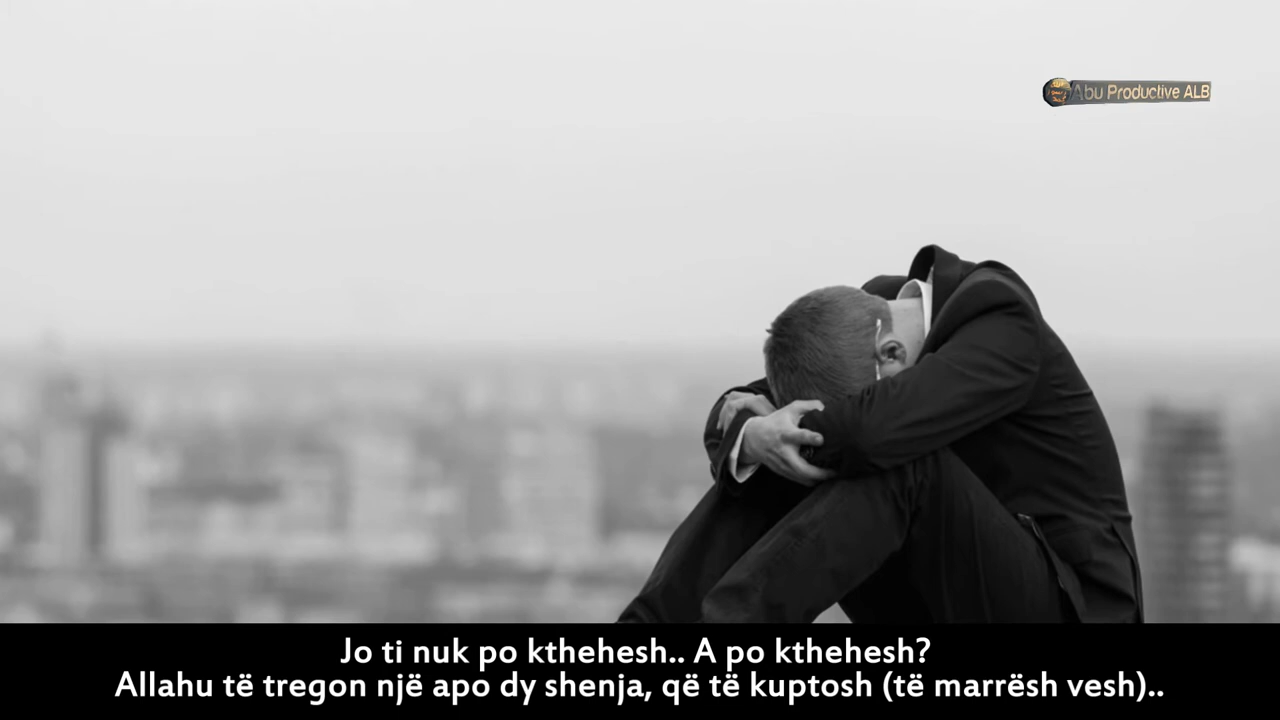 Abu Productive ALB
Jo ti nuk po kthehesh.. A po kthehesh?
Allahu të tregon një apo dy shenja, që të kuptosh (të marrësh vesh)..